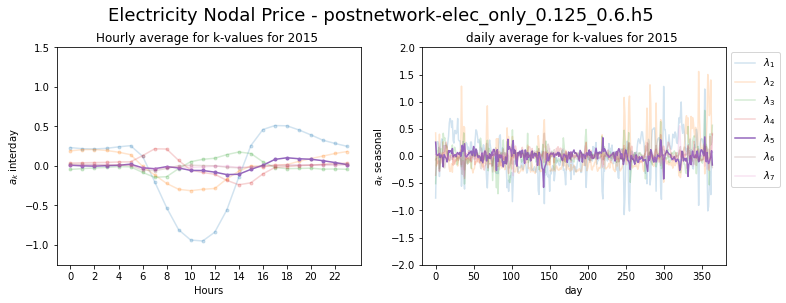 Electricity Nodal Price - postnetwork-elec_only_0.125_0.6.h5
Hourly average for k-values for 2015
1.5
1.0
0.5
0.0
−0.5
−1.0
a_k interday
0 2 4 6 8 10 12 14 16 18 20 22
Hours
daily average for k-values for 2015
2.0
1.5
1.0
0.5
0.0
−0.5
−1.0
−1.5
−2.0
a_k seasonal
0 50 100 150 200 250 300 350
day
λ₁
λ₂
λ₃
λ₄
λ₅
λ₆
λ₇